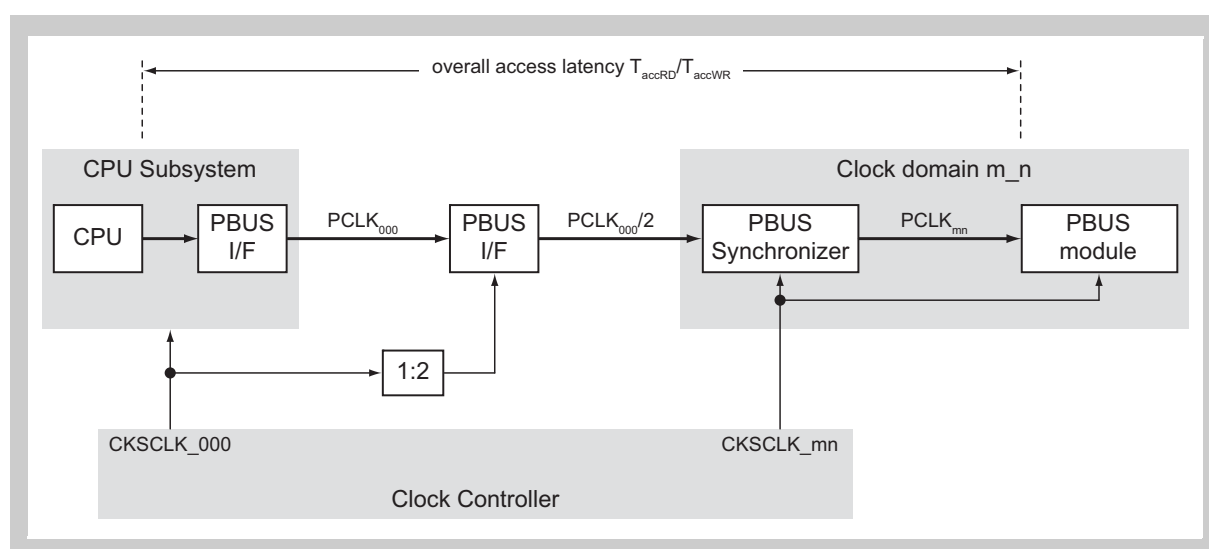 overall access latency TaccRD/TaccWR
CPU Subsystem
Clock domain m_n
CPU
PBUS
I/F
PCLK000
PBUS
I/F
PCLK000/2
PBUS
Synchronizer
PCLKmn
PBUS
module
1:2
CKSCLK_000
CKSCLK_mn
Clock Controller